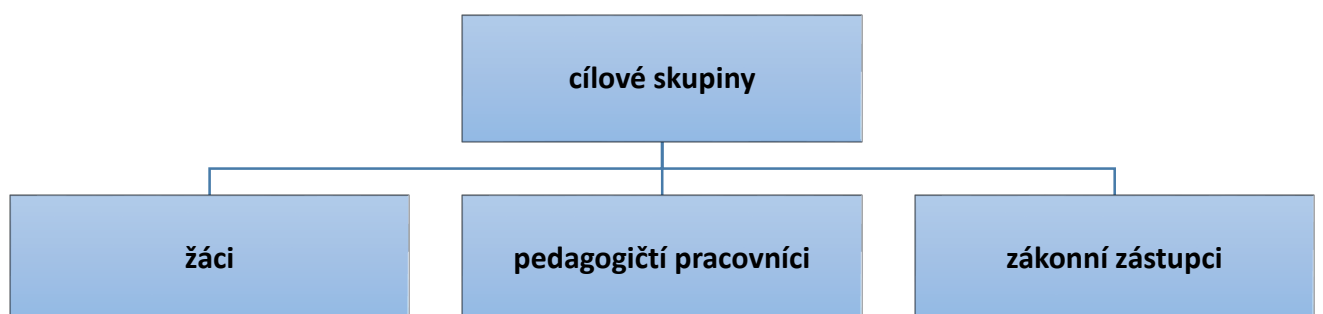 cílové skupiny
žáci
pedagogičtí pracovníci
zákonní zástupci